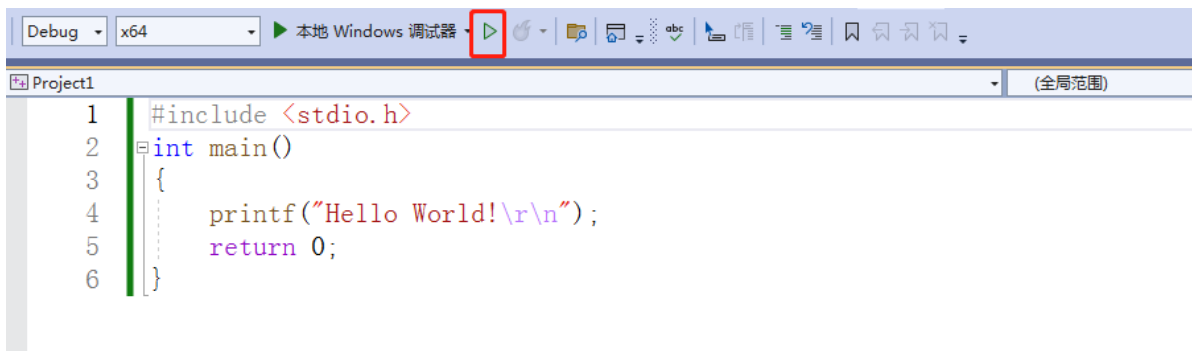 Debug x64 本地 Windows 调试器 abc
Project1 (全局范围)
1 #include <stdio.h>
2 int main()
3 {
4 printf("Hello World!\r\n");
5 return 0;
6 }